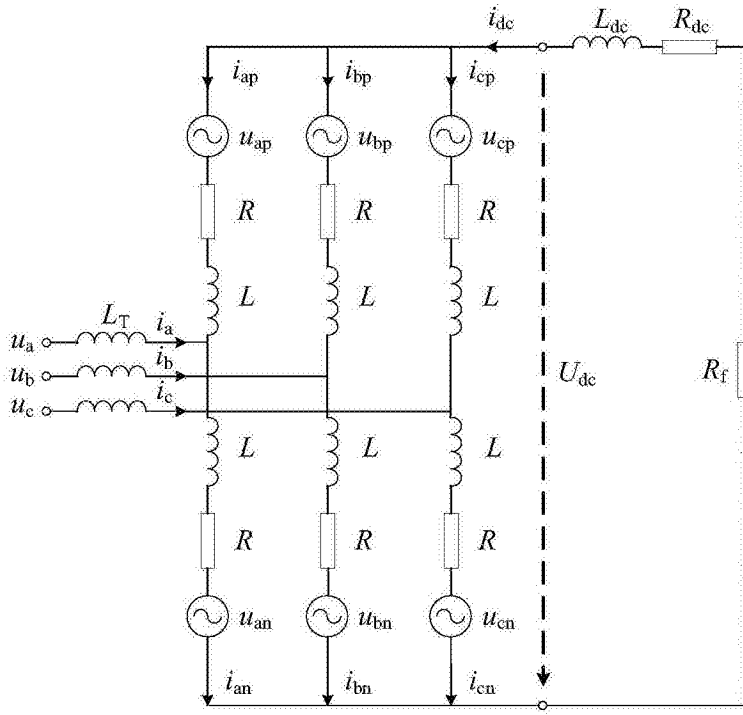 i_dc L_dc R_dc
i_ap i_bp i_cp
u_ap u_bp u_cp
R R R
L L L
L_T i_a
u_a
i_b
u_b
i_c
u_c
U_dc R_f
L L L
R R R
u_an u_bn u_cn
i_an i_bn i_cn